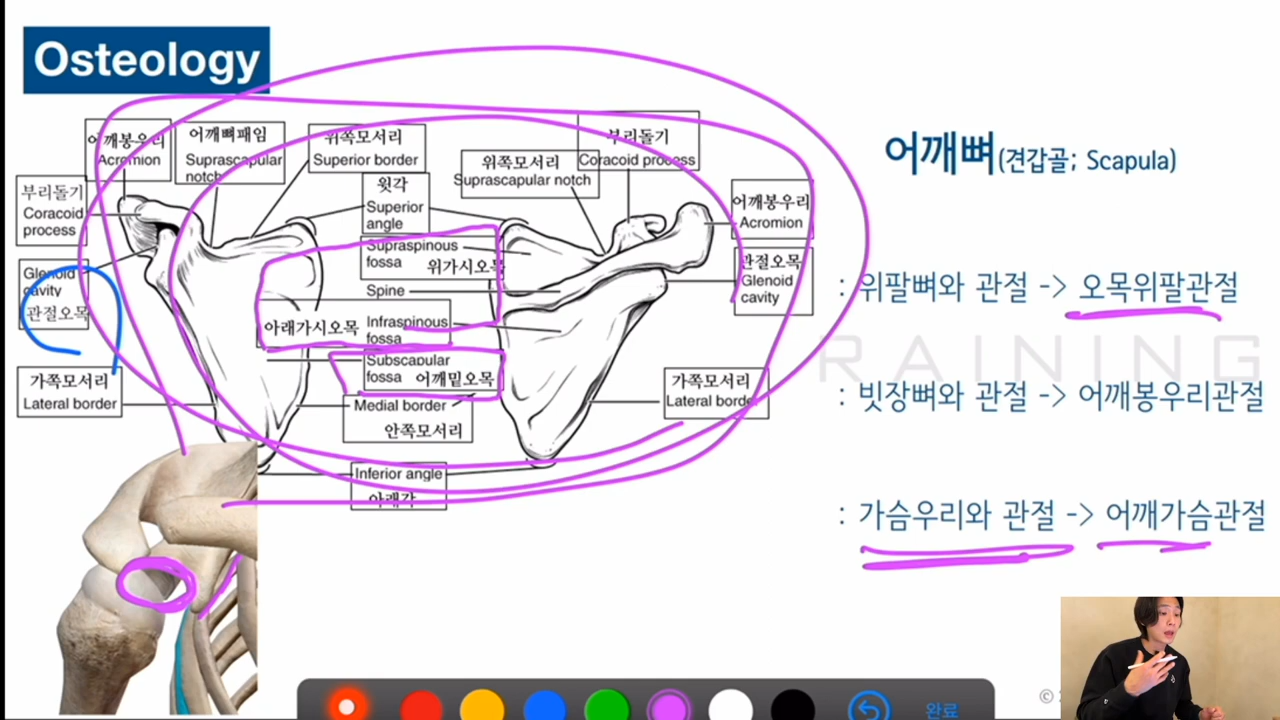 Osteology
어깨봉우리
Acromion
어깨뼈패임
Suprascapular
notch
위쪽모서리
Superior border
위쪽모서리
Suprascapular notch
부리돌기
Coracoid process
부리돌기
Coracoid
process
윗각
Superior
angle
어깨봉우리
Acromion
Glenoid
cavity
관절오목
Supraspinous
fossa 위가시오목
Spine
관절오목
Glenoid
cavity
아래가시오목 Infraspinous
fossa
Subscapular
fossa 어깨밑오목
가쪽모서리
Lateral border
Medial border
안쪽모서리
가쪽모서리
Lateral border
Inferior angle
아래각
어깨뼈(견갑골; Scapula)
: 위팔뼈와 관절 -> 오목위팔관절
RAINING
: 빗장뼈와 관절 -> 어깨봉우리관절
: 가슴우리와 관절 -> 어깨가슴관절
완료